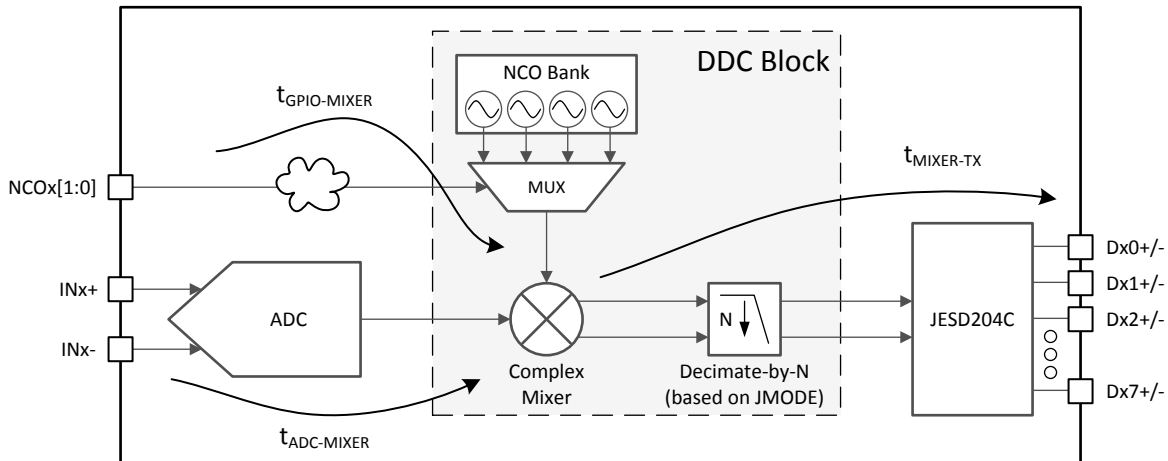 NCO Bank
DDC Block
tGPIO-MIXER
tMIXER-TX
NCOx[1:0]
MUX
Dx0+/-
INx+
Dx1+/-
ADC
N
JESD204C
Dx2+/-
INx-
Complex
Mixer
Decimate-by-N
(based on JMODE)
Dx7+/-
tADC-MIXER